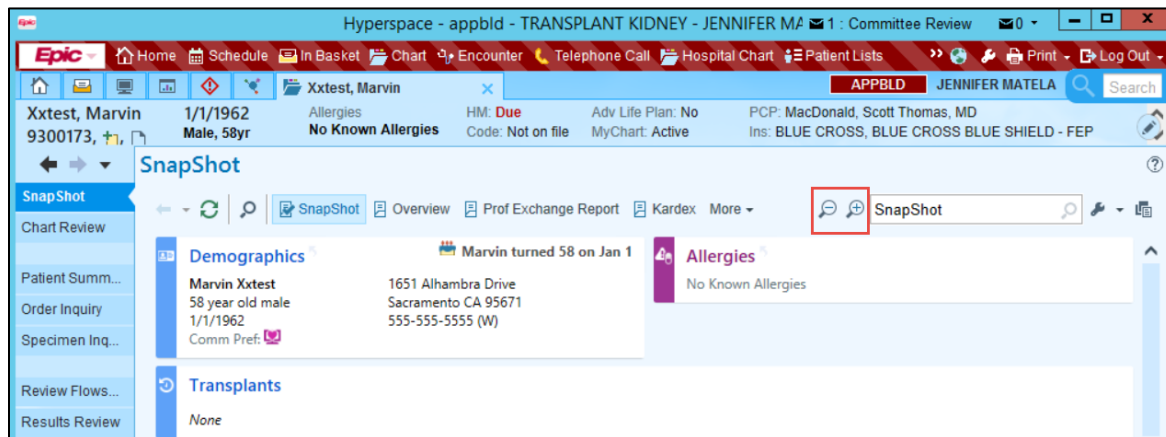 Epic Hyperspace - appbld - TRANSPLANT KIDNEY - JENNIFER MA 1 : Committee Review 0
Epic Home Schedule In Basket Chart Encounter Telephone Call Hospital Chart Patient Lists Print Log Out
Xxtest, Marvin APPBLD JENNIFER MATELA Search
Xxtest, Marvin 1/1/1962 Allergies HM: Due Adv Life Plan: No PCP: MacDonald, Scott Thomas, MD
9300173, Male, 58yr No Known Allergies Code: Not on file MyChart: Active Ins: BLUE CROSS, BLUE CROSS BLUE SHIELD - FEP
SnapShot
SnapShot
SnapShot Overview Prof Exchange Report Kardex More SnapShot
Chart Review
Patient Summ...
Order Inquiry
Specimen Inq...
Review Flows...
Results Review
Demographics Marvin turned 58 on Jan 1
Marvin Xxtest 1651 Alhambra Drive
58 year old male Sacramento CA 95671
1/1/1962 555-555-5555 (W)
Comm Pref:
Allergies
No Known Allergies
Transplants
None